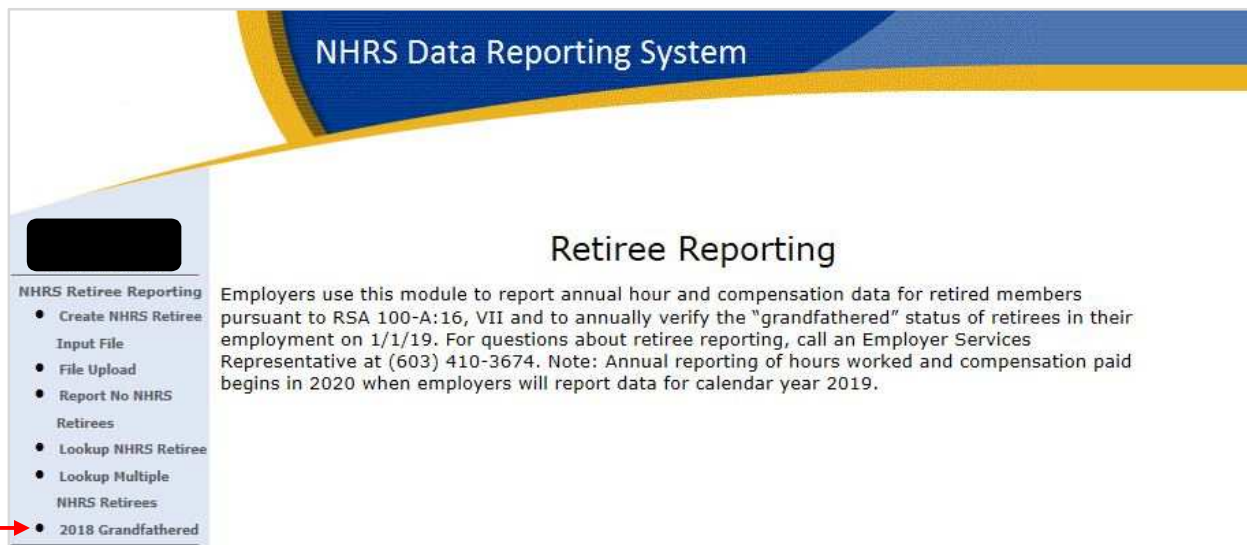 NHRS Data Reporting System
Retiree Reporting
NHRS Retiree Reporting
• Create NHRS Retiree
Input File
• File Upload
• Report No NHRS
Retirees
• Lookup NHRS Retiree
• Lookup Multiple
NHRS Retirees
• 2018 Grandfathered
Employers use this module to report annual hour and compensation data for retired members
pursuant to RSA 100-A:16, VII and to annually verify the “grandfathered” status of retirees in their
employment on 1/1/19. For questions about retiree reporting, call an Employer Services
Representative at (603) 410-3674. Note: Annual reporting of hours worked and compensation paid
begins in 2020 when employers will report data for calendar year 2019.